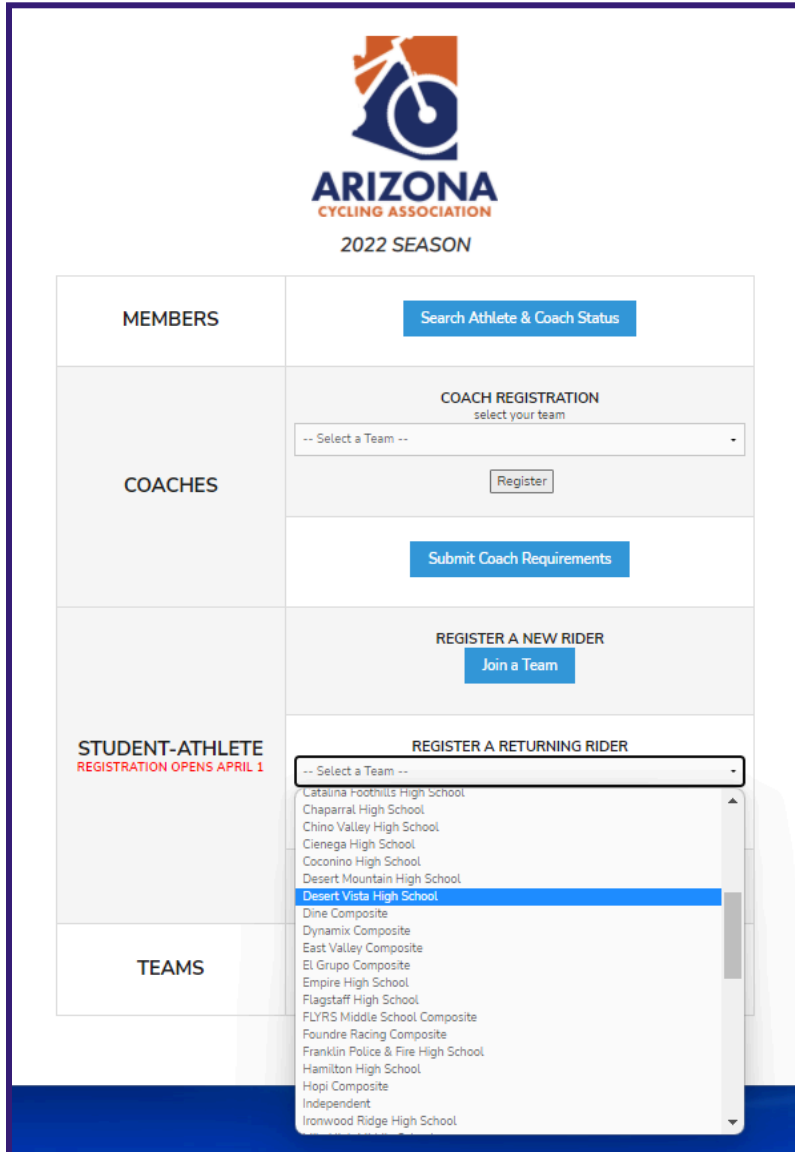 ARIZONA
CYCLING ASSOCIATION
2022 SEASON
MEMBERS
Search Athlete & Coach Status
COACHES
COACH REGISTRATION
select your team
-- Select a Team --
Register
Submit Coach Requirements
STUDENT-ATHLETE
REGISTRATION OPENS APRIL 1
REGISTER A NEW RIDER
Join a Team
REGISTER A RETURNING RIDER
-- Select a Team --
Catalina Foothills High School
Chaparral High School
Chino Valley High School
Cienega High School
Coconino High School
Desert Mountain High School
Desert Vista High School
Dine Composite
Dynamix Composite
East Valley Composite
El Grupo Composite
Empire High School
Flagstaff High School
FLYRS Middle School Composite
Foundre Racing Composite
Franklin Police & Fire High School
Hamilton High School
Hopi Composite
Independent
Ironwood Ridge High School
TEAMS